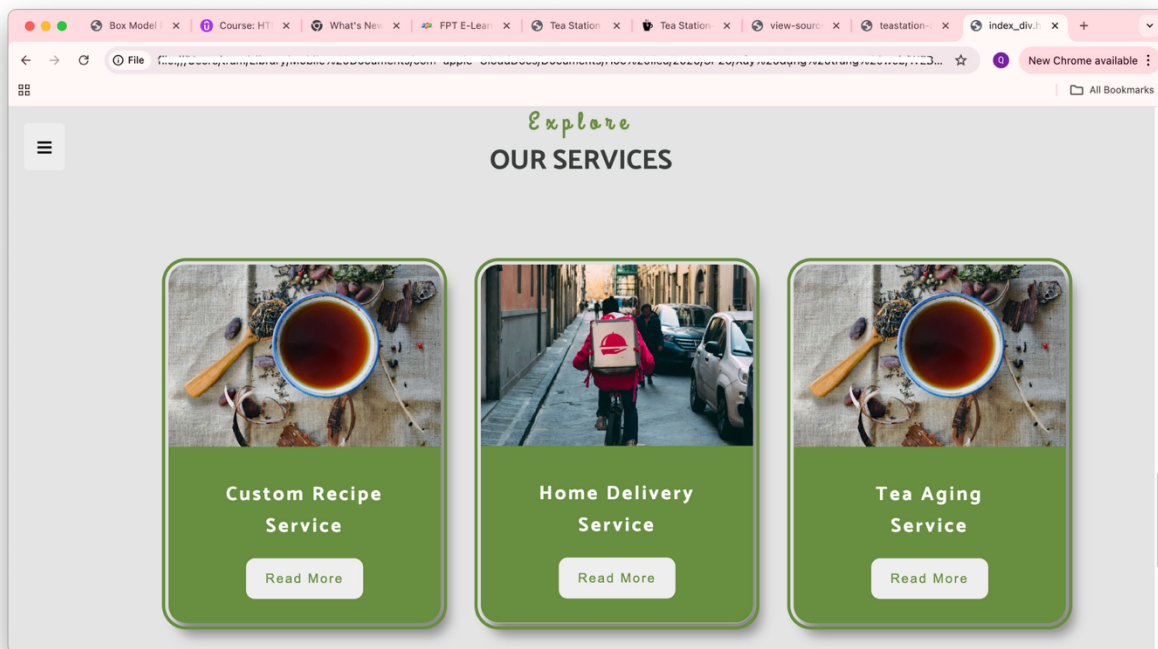 Box Model
Course: HT
What's New
FPT E-Lear
Tea Station
Tea Station
view-sourc
teastation-
index_div.h
File
New Chrome available
Q
All Bookmarks
Explore
OUR SERVICES
Custom Recipe
Service
Read More
Home Delivery
Service
Read More
Tea Aging
Service
Read More